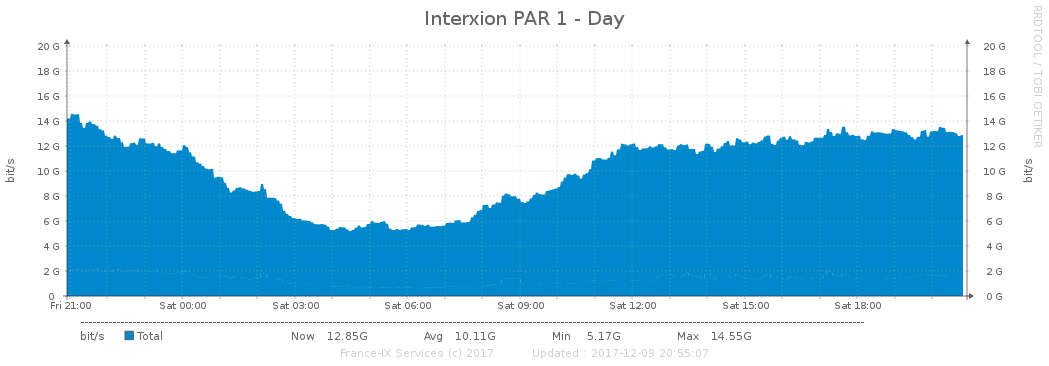 Interxion PAR 1 - Day
RRDTOOL / TOBI OETIKER
bit/s
20 G 20 G
18 G 18 G
16 G 16 G
14 G 14 G
12 G 12 G
10 G 10 G
8 G 8 G
6 G 6 G
4 G 4 G
2 G 2 G
0 0 G
bit/s
Fri 21:00 Sat 00:00 Sat 03:00 Sat 06:00 Sat 09:00 Sat 12:00 Sat 15:00 Sat 18:00
bit/s Total Now 12.85G Avg 10.11G Min 5.17G Max 14.55G
France-IX Services (c) 2017 Updated : 2017-12-09 20:55:07